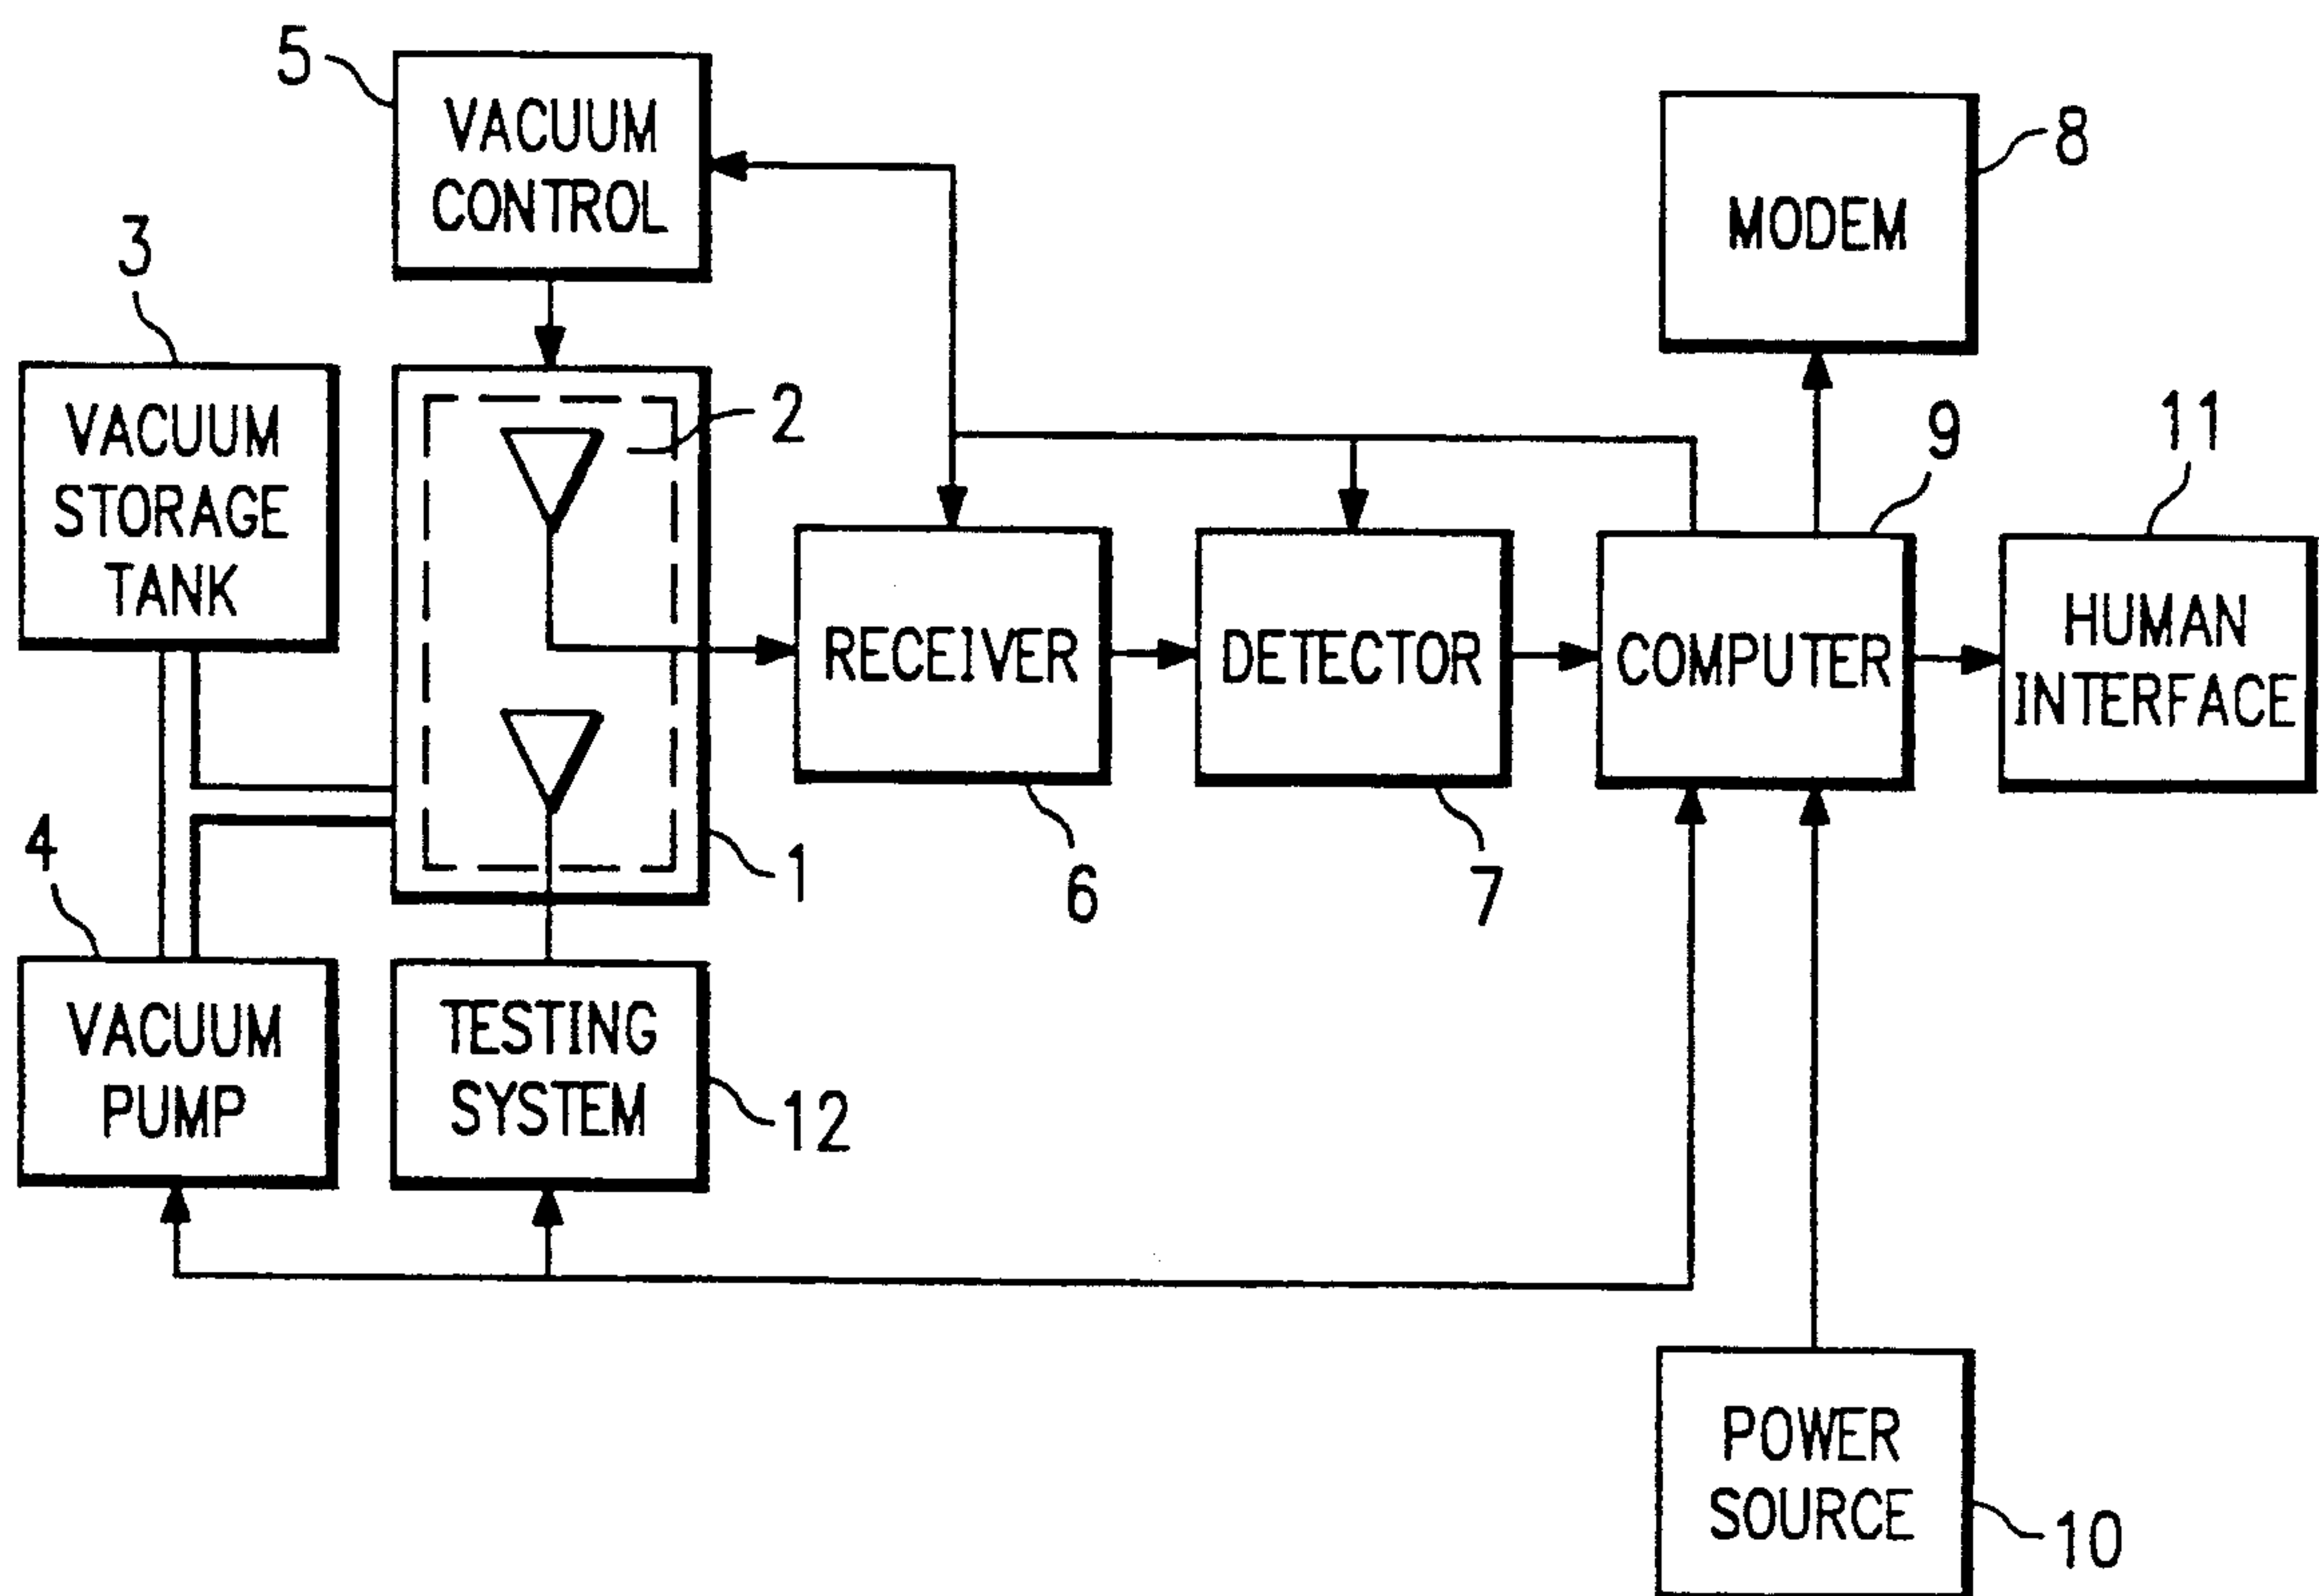 5
VACUUM
CONTROL
8
MODEM
3
VACUUM
STORAGE
TANK
2
9
11
RECEIVER
DETECTOR
COMPUTER
HUMAN
INTERFACE
4
1
6
7
VACUUM
PUMP
TESTING
SYSTEM
12
POWER
SOURCE
10